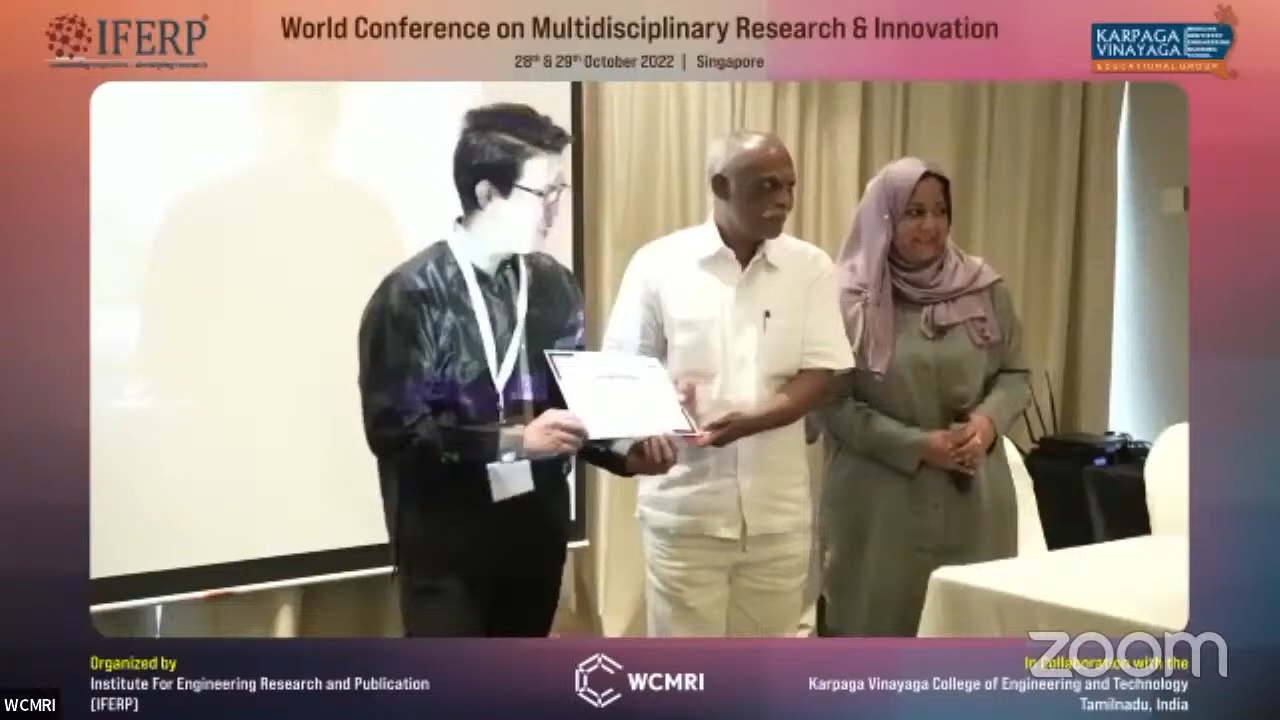 IFERP
World Conference on Multidisciplinary Research & Innovation
28th & 29th October 2022 | Singapore
KARPAGA
VINAYAGA
EDUCATIONAL GROUP
Organized by
Institute For Engineering Research and Publication
[IFERP]
WCMRI
In Collaboration with the
Karpaga Vinayaga College of Engineering and Technology
Tamilnadu, India
zoom
WCMRI